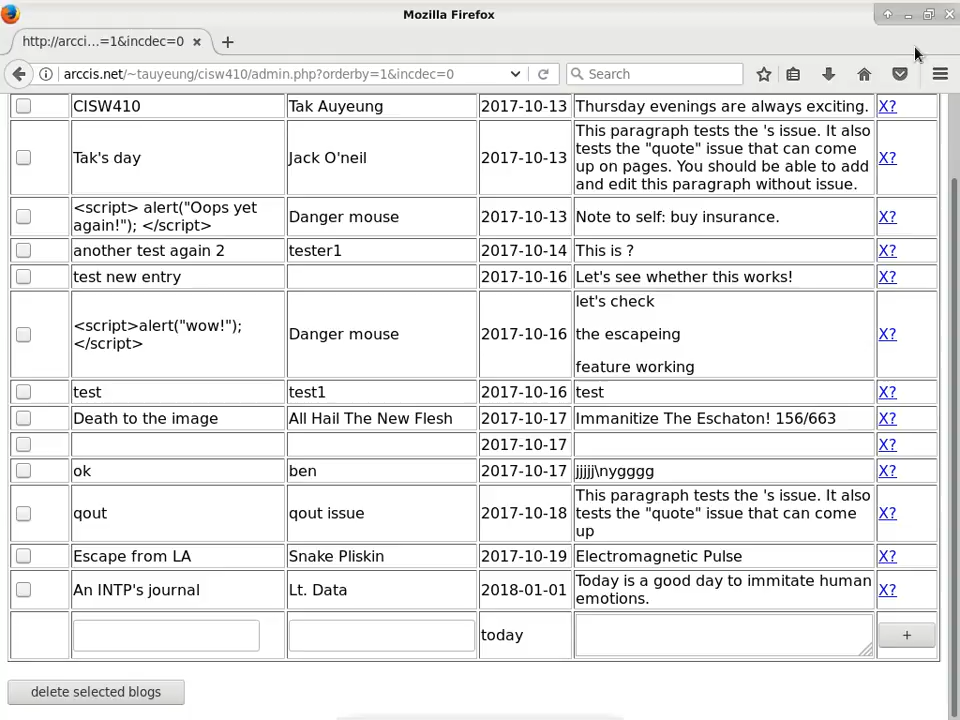 Mozilla Firefox
http://arcci...=1&incdec=0
arccis.net/~tauyeung/cisw410/admin.php?orderby=1&incdec=0
Search
CISW410 Tak Auyeung 2017-10-13 Thursday evenings are always exciting. X?
This paragraph tests the 's issue. It also
tests the "quote" issue that can come
Tak's day Jack O'neil 2017-10-13 X?
up on pages. You should be able to add
and edit this paragraph without issue.
<script> alert("Oops yet
again!"); </script>
Danger mouse 2017-10-13 Note to self: buy insurance. X?
another test again 2 tester1 2017-10-14 This is ? X?
test new entry 2017-10-16 Let's see whether this works! X?
let's check
<script>alert("wow!");
</script>
Danger mouse 2017-10-16 the escapeing X?
feature working
test test1 2017-10-16 test X?
Death to the image All Hail The New Flesh 2017-10-17 Immanitize The Eschaton! 156/663 X?
2017-10-17 X?
ok ben 2017-10-17 jjjjj\nygggg X?
This paragraph tests the 's issue. It also
qout qout issue 2017-10-18 tests the "quote" issue that can come X?
up
Escape from LA Snake Pliskin 2017-10-19 Electromagnetic Pulse X?
An INTP's journal Lt. Data 2018-01-01 Today is a good day to immitate human X?
emotions.
today +
delete selected blogs